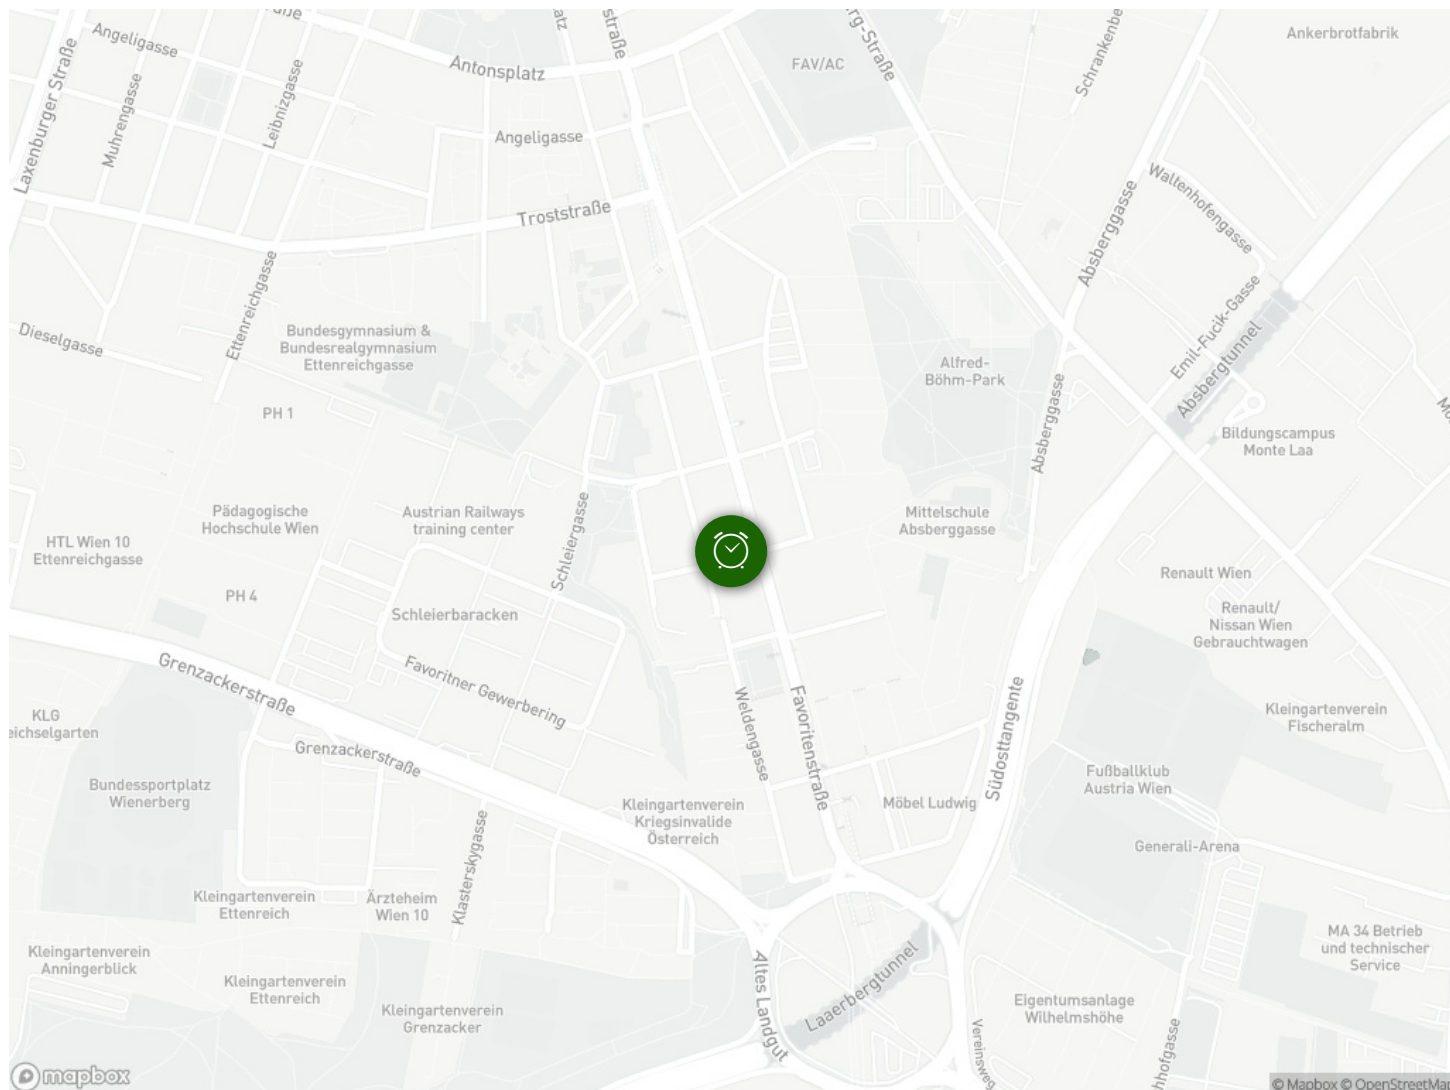 Angeligasse
Antonsplatz
straße
FAV/AC
Schrankenbe
Ankerbrotfabrik
Laxenburger Straße
Muhrengasse
Leibnizgasse
Angeligasse
Troststraße
Absberggasse
Waltenhofengasse
Emil-Fucik-Gasse
Absbergtunnel
Dieselgasse
Ettenreichgasse
Bundesgymnasium &
Bundesrealgymnasium
Ettenreichgasse
Alfred-
Böhm-Park
PH 1
Absberggasse
Bildungscampus
Monte Laa
Pädagogische
Hochschule Wien
Austrian Railways
training center
Mittelschule
Absberggasse
HTL Wien 10
Ettenreichgasse
Schleiergasse
Renault Wien
PH 4
Schleierbaracken
Renault/
Nissan Wien
Gebrauchtwagen
Grenzackerstraße
Favoritner Gewerbering
Weldengasse
Favoritenstraße
Südosttangente
KLG
eichselgarten
Kleingartenverein
Fischeralm
Grenzackerstraße
Bundessportplatz
Wienerberg
Fußballklub
Austria Wien
Kleingartenverein
Kriegsinvalide
Österreich
Möbel Ludwig
Generali-Arena
Klasterskygasse
Kleingartenverein
Ettenreich
Ärzteheim
Wien 10
MA 34 Betrieb
und technischer
Service
Kleingartenverein
Anningerblick
Altes Landgut
Laaerbergtunnel
Kleingartenverein
Ettenreich
Kleingartenverein
Grenzacker
Eigentumsanlage
Wilhelmshöhe
Vereinsweg
hhofgasse
mapbox
© Mapbox © OpenStreetMap